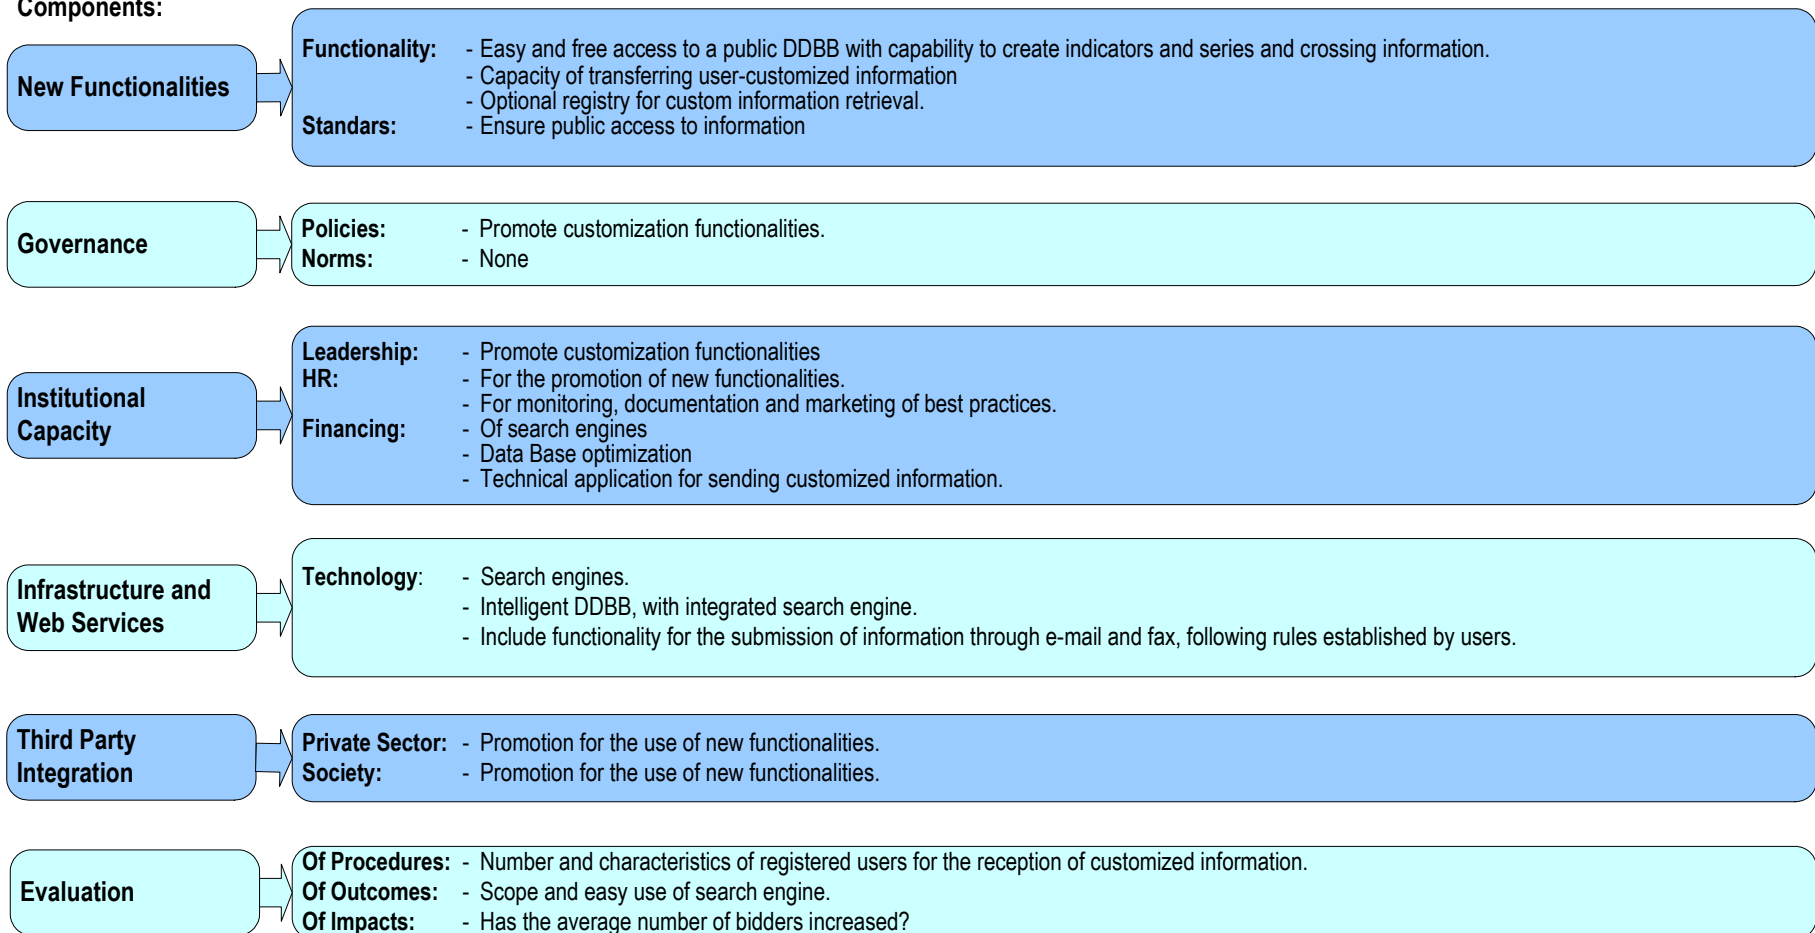 Components:
New Functionalities
Functionality: - Easy and free access to a public DDBB with capability to create indicators and series and crossing information.
- Capacity of transferring user-customized information
- Optional registry for custom information retrieval.
Standars: - Ensure public access to information
Governance
Policies: - Promote customization functionalities.
Norms: - None
Institutional
Capacity
Leadership: - Promote customization functionalities
HR: - For the promotion of new functionalities.
- For monitoring, documentation and marketing of best practices.
Financing: - Of search engines
- Data Base optimization
- Technical application for sending customized information.
Infrastructure and
Web Services
Technology: - Search engines.
- Intelligent DDBB, with integrated search engine.
- Include functionality for the submission of information through e-mail and fax, following rules established by users.
Third Party
Integration
Private Sector: - Promotion for the use of new functionalities.
Society: - Promotion for the use of new functionalities.
Evaluation
Of Procedures: - Number and characteristics of registered users for the reception of customized information.
Of Outcomes: - Scope and easy use of search engine.
Of Impacts: - Has the average number of bidders increased?